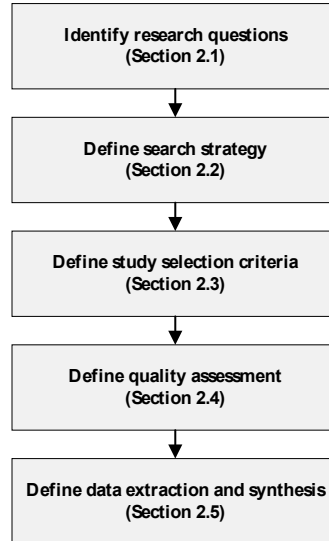 Identify research questions
(Section 2.1)
Define search strategy
(Section 2.2)
Define study selection criteria
(Section 2.3)
Define quality assessment
(Section 2.4)
Define data extraction and synthesis
(Section 2.5)